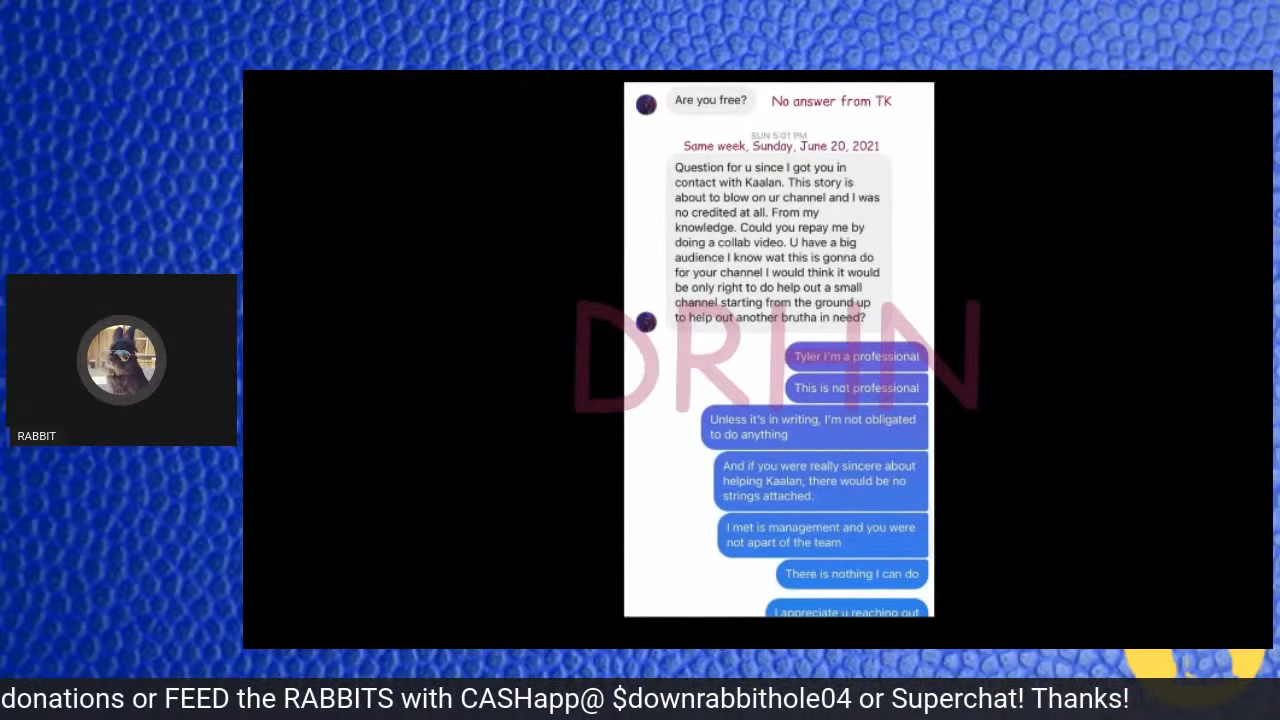 Are you free?
No answer from TK
SUN 5:01 PM
Same week, Sunday, June 20, 2021
Question for u since I got you in
contact with Kaalan. This story is
about to blow on ur channel and I was
no credited at all. From my
knowledge. Could you repay me by
doing a collab video. U have a big
audience I know wat this is gonna do
for your channel I would think it would
be only right to do help out a small
channel starting from the ground up
to help out another brutha in need?
DRHN
Tyler I'm a professional
This is not professional
Unless it's in writing, I'm not obligated
to do anything
And if you were really sincere about
helping Kaalan, there would be no
strings attached.
I met is management and you were
not apart of the team
There is nothing I can do
I appreciate u reaching out
RABBIT
donations or FEED the RABBITS with CASHapp@ $downrabbithole04 or Superchat! Thanks!